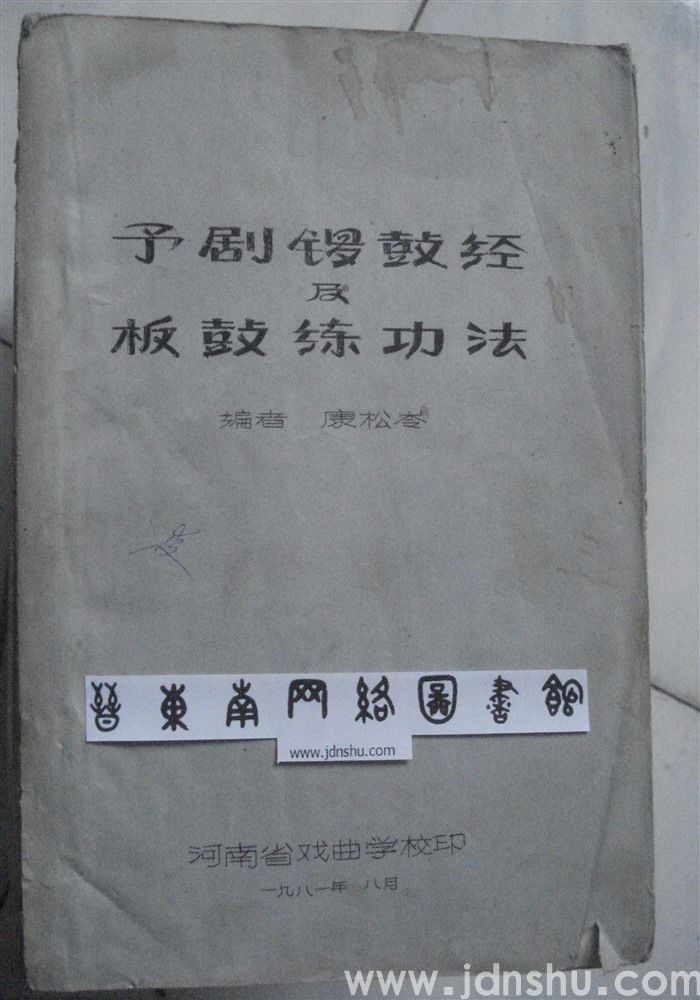 予剧锣鼓经
及
板鼓练功法
编者 康松岺
晉東南网絡圖書館
www.jdnshu.com
河南省戏曲学校印
一九八一年 八月
www.jdnshu.com